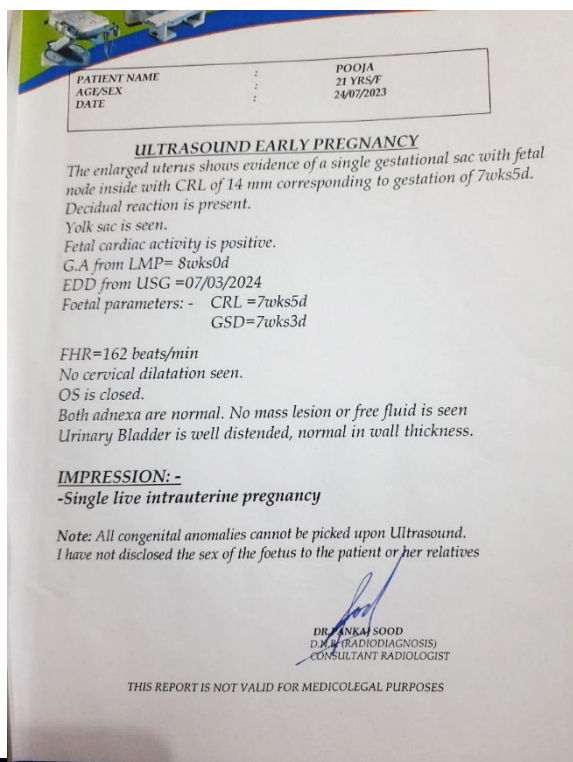 PATIENT NAME : POOJA
AGE/SEX : 21 YRS/F
DATE : 24/07/2023
ULTRASOUND EARLY PREGNANCY
The enlarged uterus shows evidence of a single gestational sac with fetal
node inside with CRL of 14 mm corresponding to gestation of 7wks5d.
Decidual reaction is present.
Yolk sac is seen.
Fetal cardiac activity is positive.
G.A from LMP= 8wks0d
EDD from USG =07/03/2024
Foetal parameters: - CRL =7wks5d
GSD=7wks3d
FHR=162 beats/min
No cervical dilatation seen.
OS is closed.
Both adnexa are normal. No mass lesion or free fluid is seen
Urinary Bladder is well distended, normal in wall thickness.
IMPRESSION: -
-Single live intrauterine pregnancy
Note: All congenital anomalies cannot be picked upon Ultrasound.
I have not disclosed the sex of the foetus to the patient or her relatives
DR.PANKAJ SOOD
D.N.B. (RADIODIAGNOSIS)
CONSULTANT RADIOLOGIST
THIS REPORT IS NOT VALID FOR MEDICOLEGAL PURPOSES